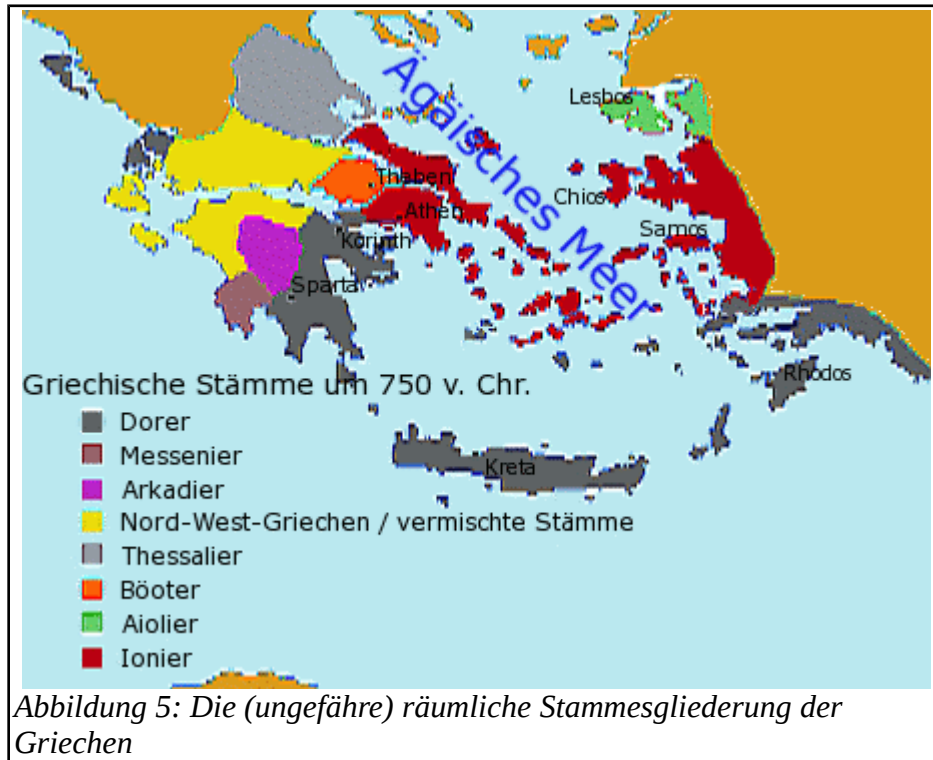 Ägäisches Meer
Lesbos
Theben
Chios
Athen
Samos
Korinth
Sparta
Rhodos
Griechische Stämme um 750 v. Chr.
Dorer
Messenier
Arkadier
Kreta
Nord-West-Griechen / vermischte Stämme
Thessalier
Böoter
Aiolier
Ionier
Abbildung 5: Die (ungefähre) räumliche Stammesgliederung der
Griechen